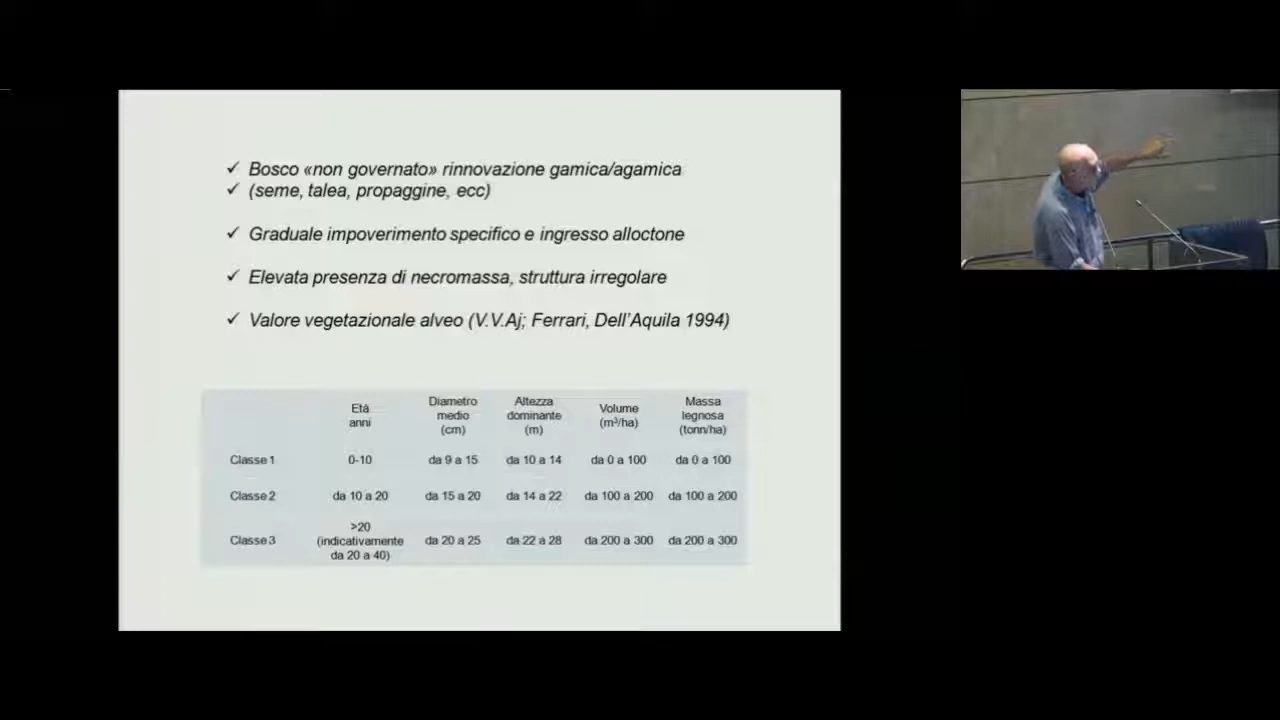 ✓ Bosco «non governato» rinnovazione gamica/agamica
✓ (seme, talea, propaggine, ecc)
✓ Graduale impoverimento specifico e ingresso alloctone
✓ Elevata presenza di necromassa, struttura irregolare
✓ Valore vegetazionale alveo (V.V.Aj; Ferrari, Dell'Aquila 1994)
Età anni Diametro medio (cm) Altezza dominante (m) Volume (m³/ha) Massa legnosa (tonn/ha)
Classe 1 0-10 da 9 a 15 da 10 a 14 da 0 a 100 da 0 a 100
Classe 2 da 10 a 20 da 15 a 20 da 14 a 22 da 100 a 200 da 100 a 200
Classe 3 >20 (indicativamente da 20 a 40) da 20 a 25 da 22 a 28 da 200 a 300 da 200 a 300